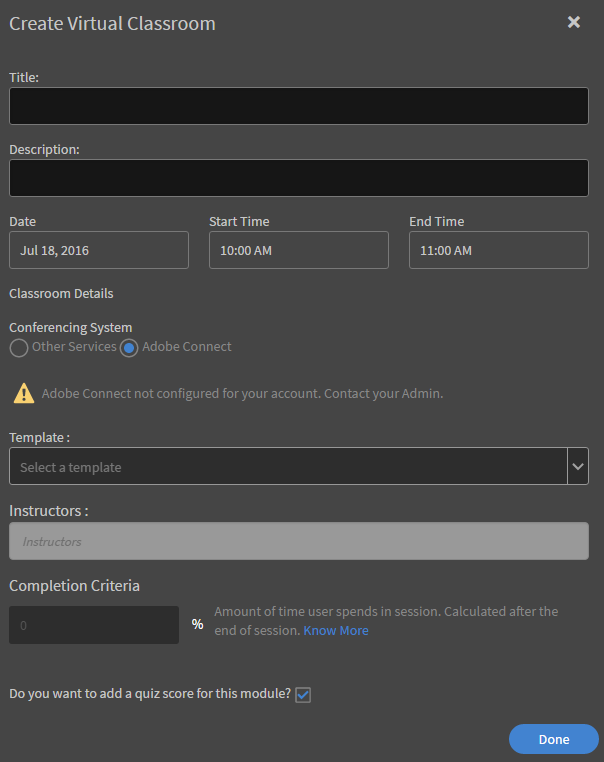 Create Virtual Classroom
Title:
Description:
Date Start Time End Time
Jul 18, 2016 10:00 AM 11:00 AM
Classroom Details
Conferencing System
Other Services Adobe Connect
Adobe Connect not configured for your account. Contact your Admin.
Template :
Select a template
Instructors :
Instructors
Completion Criteria
0 % Amount of time user spends in session. Calculated after the
end of session. Know More
Do you want to add a quiz score for this module?
Done